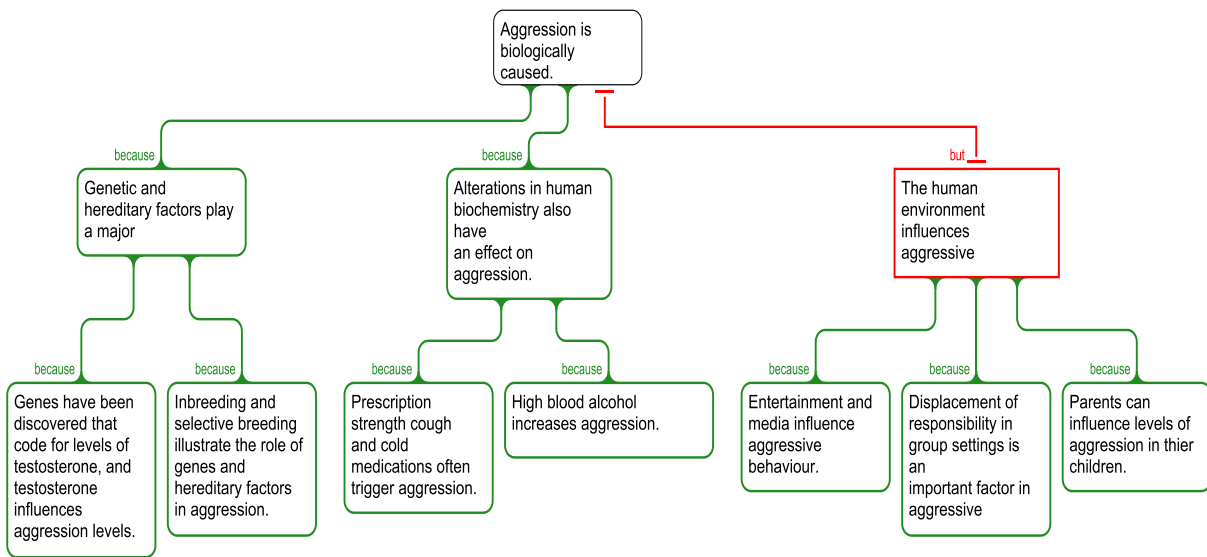 Aggression is
biologically
caused.
because
because
but
Genetic and
hereditary factors play
a major
Alterations in human
biochemistry also
have
an effect on
aggression.
The human
environment
influences
aggressive
because
because
because
because
because
because
because
Genes have been
discovered that
code for levels of
testosterone, and
testosterone
influences
aggression levels.
Inbreeding and
selective breeding
illustrate the role of
genes and
hereditary factors
in aggression.
Prescription
strength cough
and cold
medications often
trigger aggression.
High blood alcohol
increases aggression.
Entertainment and
media influence
aggressive
behaviour.
Displacement of
responsibility in
group settings is
an
important factor in
aggressive
Parents can
influence levels of
aggression in thier
children.